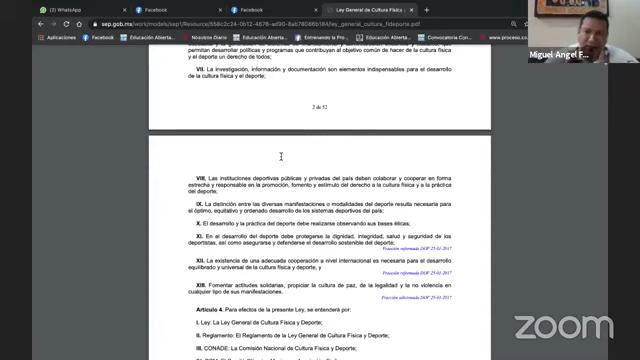 WhatsApp
Facebook
Facebook
Ley General de Cultura Física
sep.gob.mx/work/models/sep1/Resource/558c2c24-0b12-4676-ad90-8ab78086b184/ley_general_cultura_fideporte.pdf
Aplicaciones
Facebook
Educación Abierta
Nosotros Diario
Educación Abierta
Educación Abierta
Convocatoria Con...
www.proceso.co
Miguel Angel F...
permitan desarrollar políticas y programas que contribuyan al objetivo común de hacer de la cultura física
y el deporte un derecho de todos;
VII. La investigación, información y documentación son elementos indispensables para el desarrollo
de la cultura física y el deporte;
2 de 52
VIII. Las instituciones deportivas públicas y privadas del país deben colaborar y cooperar en forma
estrecha y responsable en la promoción, fomento y estímulo del derecho a la cultura física y a la práctica
del deporte;
IX. La distinción entre las diversas manifestaciones o modalidades del deporte resulta necesaria para
el óptimo, equitativo y ordenado desarrollo de los sistemas deportivos del país;
X. El desarrollo y la práctica del deporte debe realizarse observando sus bases éticas;
XI. En el desarrollo del deporte debe protegerse la dignidad, integridad, salud y seguridad de los
deportistas, así como asegurarse y defenderse el desarrollo sostenible del deporte;
Fracción reformada DOF 25-01-2017
XII. La existencia de una adecuada cooperación a nivel internacional es necesaria para el desarrollo
equilibrado y universal de la cultura física y deporte, y
Fracción reformada DOF 25-01-2017
XIII. Fomentar actitudes solidarias, propiciar la cultura de paz, de la legalidad y la no violencia en
cualquier tipo de sus manifestaciones.
Fracción adicionada DOF 25-01-2017
Artículo 4. Para efectos de la presente Ley, se entenderá por:
I. Ley: La Ley General de Cultura Física y Deporte;
II. Reglamento: El Reglamento de la Ley General de Cultura Física y Deporte;
III. CONADE: La Comisión Nacional de Cultura Física y Deporte;
zoom